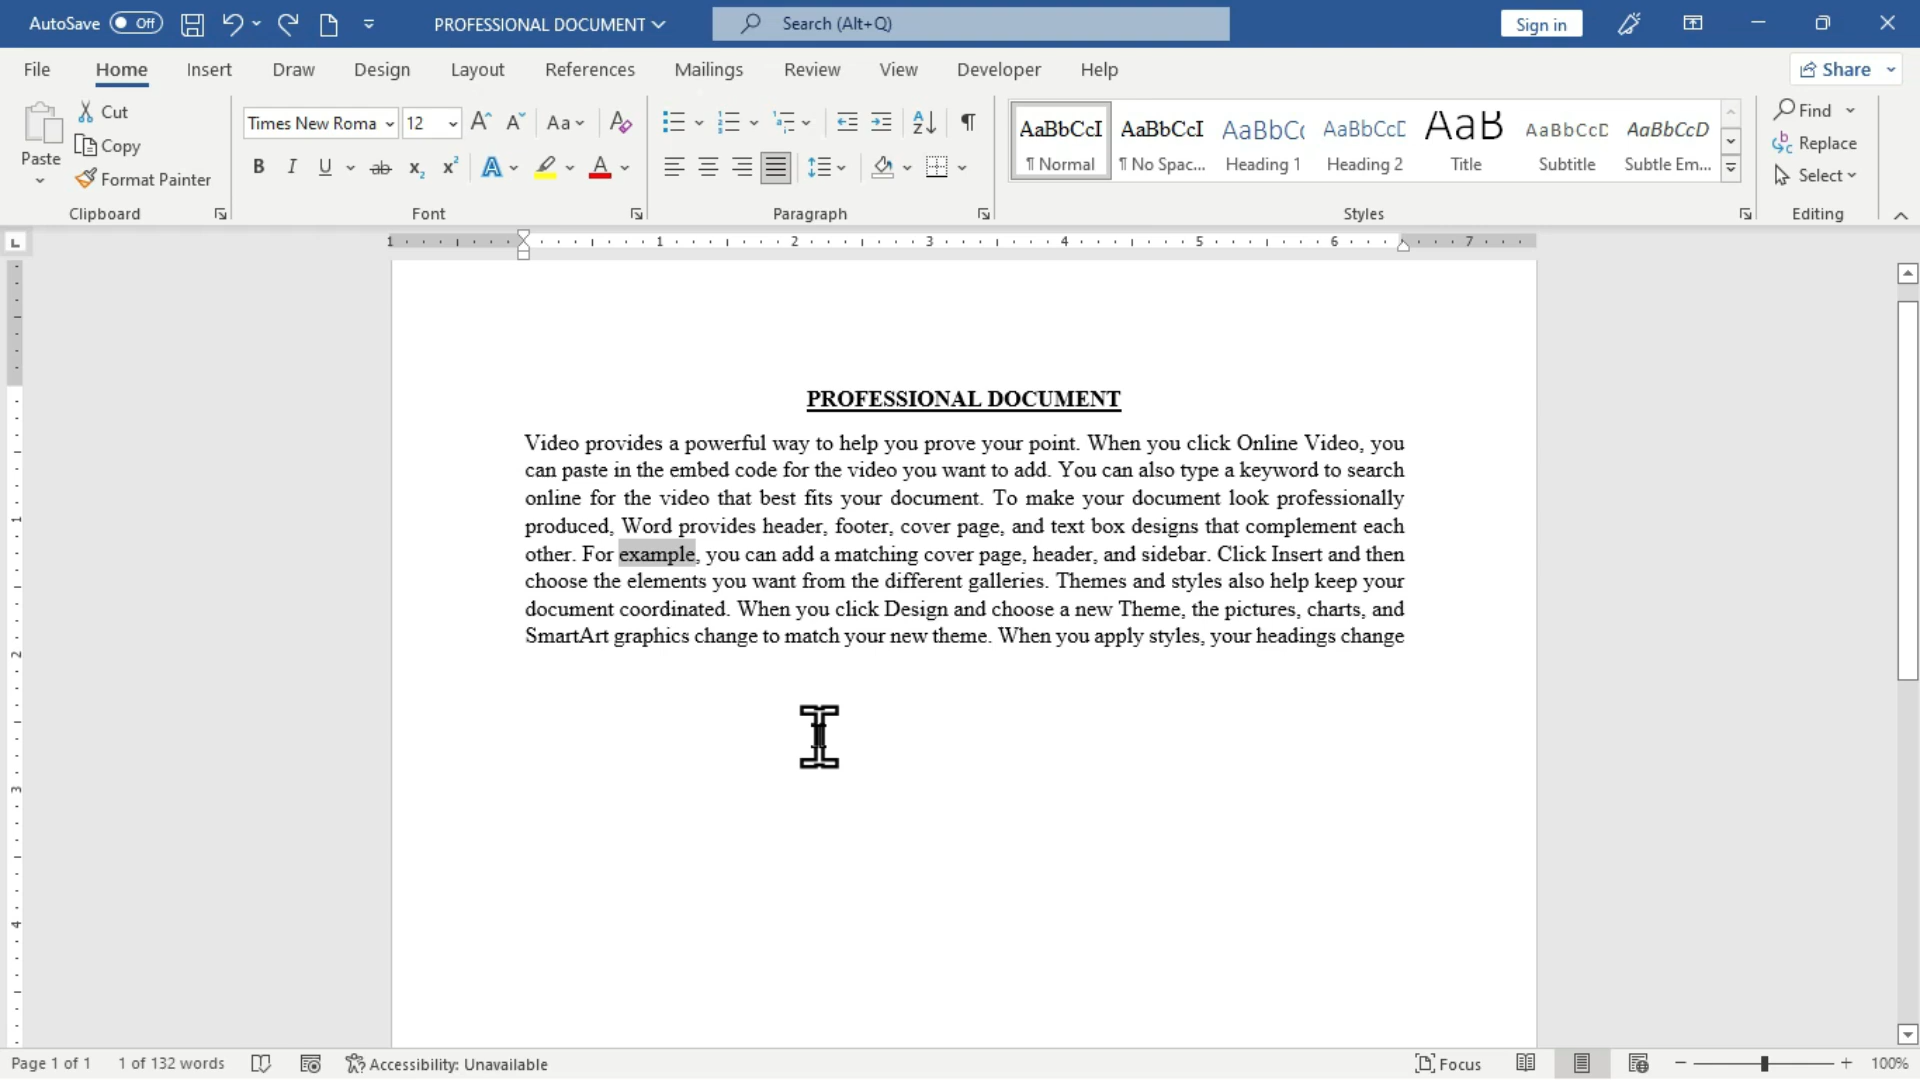 AutoSave Off PROFESSIONAL DOCUMENT Search (Alt+Q) Sign in
File Home Insert Draw Design Layout References Mailings Review View Developer Help Share
Paste Cut Copy Format Painter
Clipboard
Times New Roma 12 Aa
B I U ab x₂ x² A A
Font
Paragraph
AaBbCcI AaBbCcI AaBbC AaBbCcD AaB AaBbCcD AaBbCcD
¶ Normal ¶ No Spac... Heading 1 Heading 2 Title Subtitle Subtle Em...
Styles
Find
Replace
Select
Editing
1 1 2 3 4 5 6 7
PROFESSIONAL DOCUMENT
Video provides a powerful way to help you prove your point. When you click Online Video, you
can paste in the embed code for the video you want to add. You can also type a keyword to search
online for the video that best fits your document. To make your document look professionally
produced, Word provides header, footer, cover page, and text box designs that complement each
other. For example, you can add a matching cover page, header, and sidebar. Click Insert and then
choose the elements you want from the different galleries. Themes and styles also help keep your
document coordinated. When you click Design and choose a new Theme, the pictures, charts, and
SmartArt graphics change to match your new theme. When you apply styles, your headings change
1
2
3
4
Page 1 of 1 1 of 132 words Accessibility: Unavailable Focus 100%